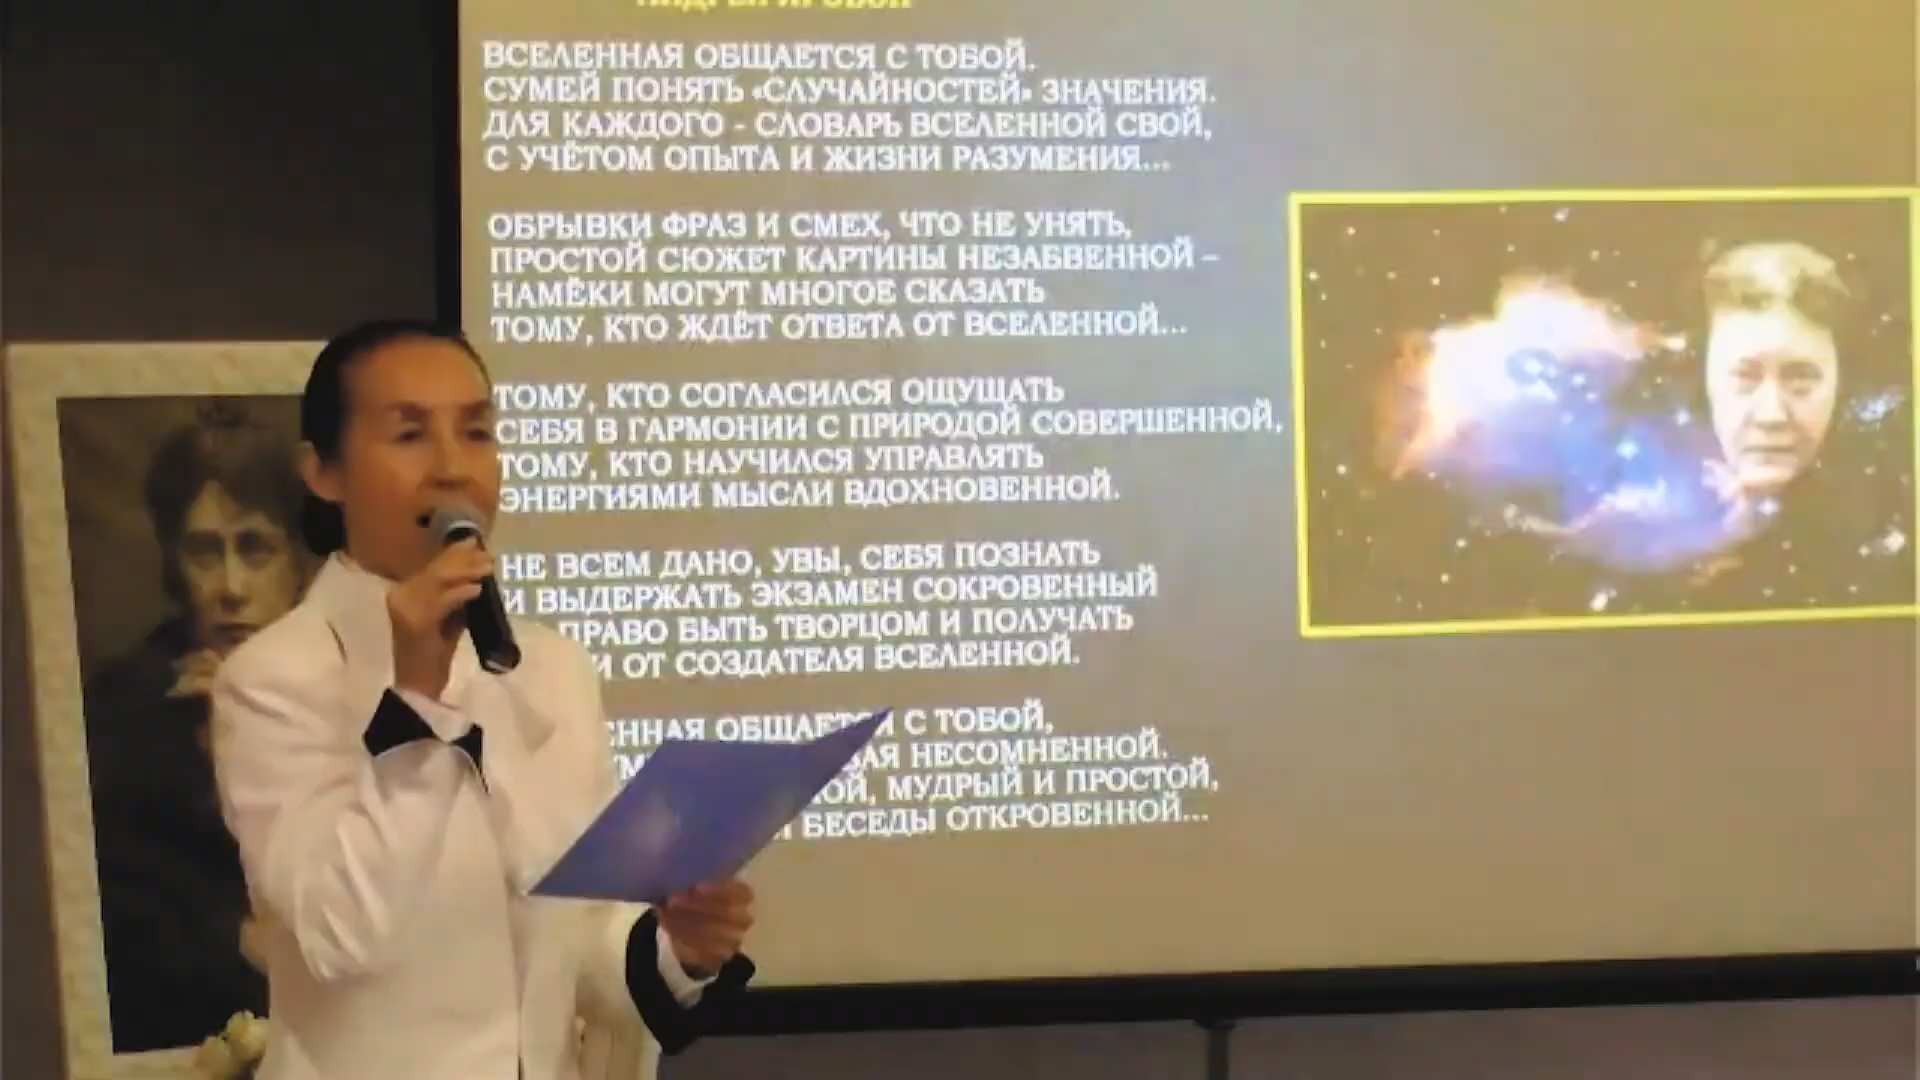 ВСЕЛЕННАЯ ОБЩАЕТСЯ С ТОБОЙ.
СУМЕЙ ПОНЯТЬ «СЛУЧАЙНОСТЕЙ» ЗНАЧЕНИЯ.
ДЛЯ КАЖДОГО - СЛОВАРЬ ВСЕЛЕННОЙ СВОЙ,
С УЧЁТОМ ОПЫТА И ЖИЗНИ РАЗУМЕНИЯ...
ОБРЫВКИ ФРАЗ И СМЕХ, ЧТО НЕ УНЯТЬ,
ПРОСТОЙ СЮЖЕТ КАРТИНЫ НЕЗАБВЕННОЙ –
НАМЁКИ МОГУТ МНОГОЕ СКАЗАТЬ
ТОМУ, КТО ЖДЁТ ОТВЕТА ОТ ВСЕЛЕННОЙ...
ТОМУ, КТО СОГЛАСИЛСЯ ОЩУЩАТЬ
СЕБЯ В ГАРМОНИИ С ПРИРОДОЙ СОВЕРШЕННОЙ,
ТОМУ, КТО НАУЧИЛСЯ УПРАВЛЯТЬ
ЭНЕРГИЯМИ МЫСЛИ ВДОХНОВЕННОЙ.
НЕ ВСЕМ ДАНО, УВЫ, СЕБЯ ПОЗНАТЬ
И ВЫДЕРЖАТЬ ЭКЗАМЕН СОКРОВЕННЫЙ
ПРАВО БЫТЬ ТВОРЦОМ И ПОЛУЧАТЬ
ОТ СОЗДАТЕЛЯ ВСЕЛЕННОЙ.
ОБЩАЕТСЯ С ТОБОЙ,
НЕСОМНЕННОЙ.
МУДРЫЙ И ПРОСТОЙ,
БЕСЕДЫ ОТКРОВЕННОЙ...